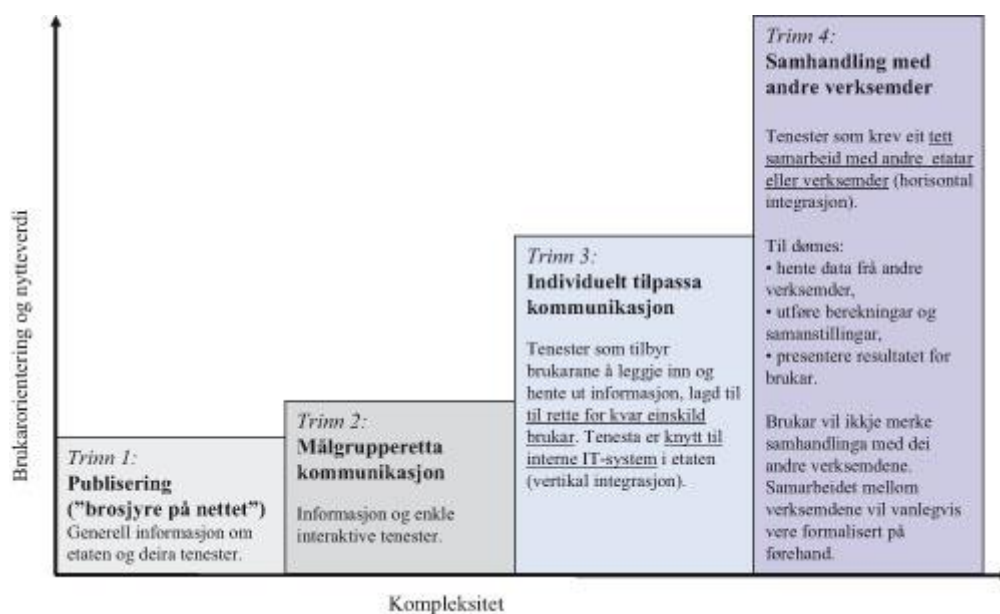 Brukarorientering og nytteverdi
Trinn 1:
Publisering
(”brosjyre på nettet”)
Generell informasjon om
etaten og deira tenester.
Trinn 2:
Målgrupperetta
kommunikasjon
Informasjon og enkle
interaktive tenester.
Trinn 3:
Individuelt tilpassa
kommunikasjon
Tenester som tilbyr
brukarane å leggje inn og
hente ut informasjon, lagd til
til rette for kvar einskild
brukar. Tenesta er knytt til
interne IT-system i etaten
(vertikal integrasjon).
Trinn 4:
Samhandling med
andre verksemder
Tenester som krev eit tett
samarbeid med andre etatar
eller verksemder (horisontal
integrasjon).
Til dømes:
• hente data frå andre
verksemder,
• utføre berekningar og
samanstillingar,
• presentere resultatet for
brukar.
Brukar vil ikkje merke
samhandlinga med dei
andre verksemdene.
Samarbeidet mellom
verksemdene vil vanlegvis
vere formalisert på
førehand.
Kompleksitet